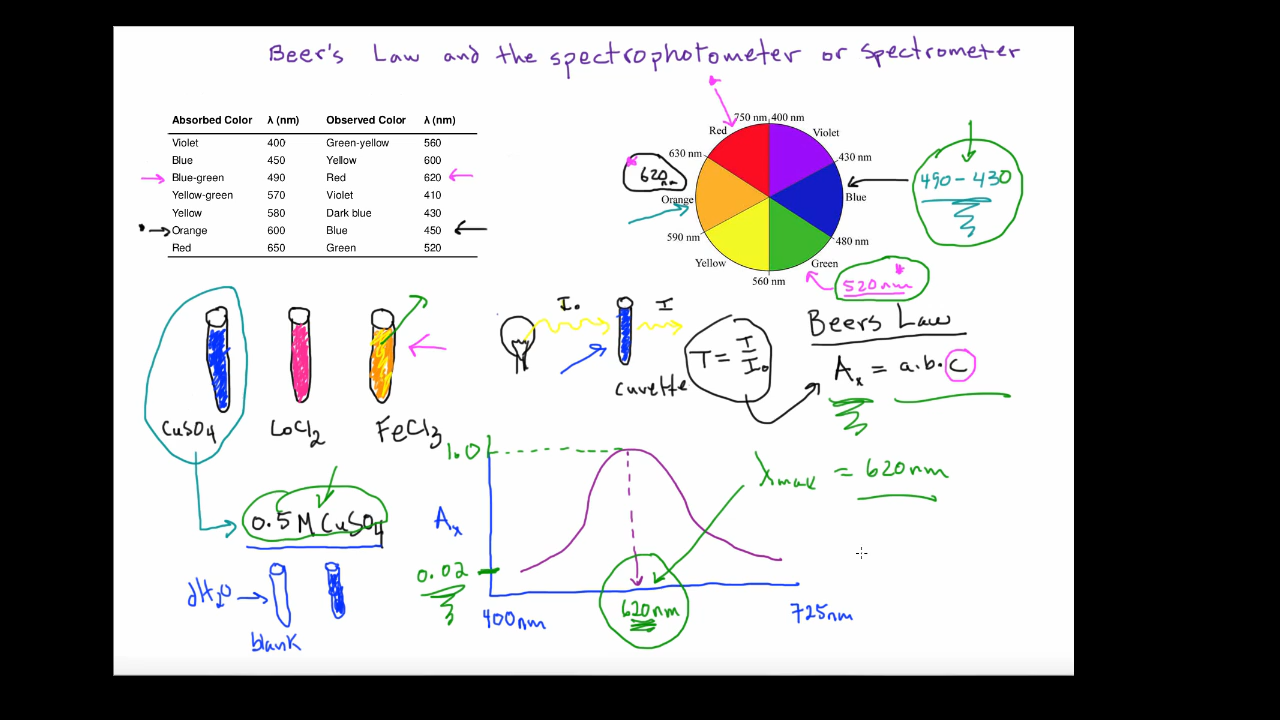 Beer's Law and the spectrophotometer or spectrometer
Absorbed Color λ (nm) Observed Color λ (nm)
Violet 400 Green-yellow 560
Blue 450 Yellow 600
Blue-green 490 Red 620
Yellow-green 570 Violet 410
Yellow 580 Dark blue 430
Orange 600 Blue 450
Red 650 Green 520
750 nm 400 nm
Red Violet
630 nm 430 nm
620 nm
Orange Blue
490 - 430
590 nm 480 nm
Yellow Green
560 nm
520nm
I₀ I
cuvette
T = I/I₀
Beers Law
Aₓ = a.b.c
CuSO4 CoCl2 FeCl3
0.5 M CuSO4
dH2O
blank
1.0
Aₓ
0.02
400nm 620nm 725nm
λmax = 620nm